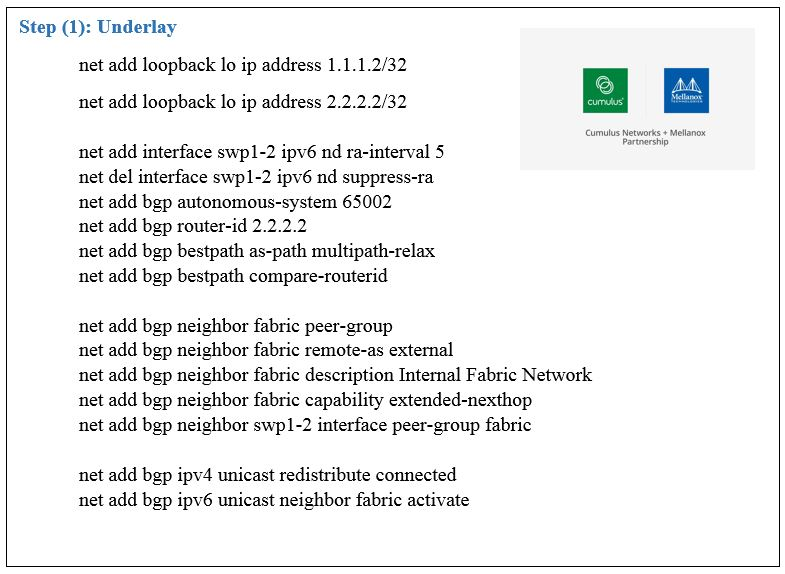 Step (1): Underlay
net add loopback lo ip address 1.1.1.2/32
net add loopback lo ip address 2.2.2.2/32
net add interface swp1-2 ipv6 nd ra-interval 5
net del interface swp1-2 ipv6 nd suppress-ra
net add bgp autonomous-system 65002
net add bgp router-id 2.2.2.2
net add bgp bestpath as-path multipath-relax
net add bgp bestpath compare-routerid
net add bgp neighbor fabric peer-group
net add bgp neighbor fabric remote-as external
net add bgp neighbor fabric description Internal Fabric Network
net add bgp neighbor fabric capability extended-nexthop
net add bgp neighbor swp1-2 interface peer-group fabric
net add bgp ipv4 unicast redistribute connected
net add bgp ipv6 unicast neighbor fabric activate
cumulus
Mellanox
TECHNOLOGIES
Cumulus Networks + Mellanox
Partnership